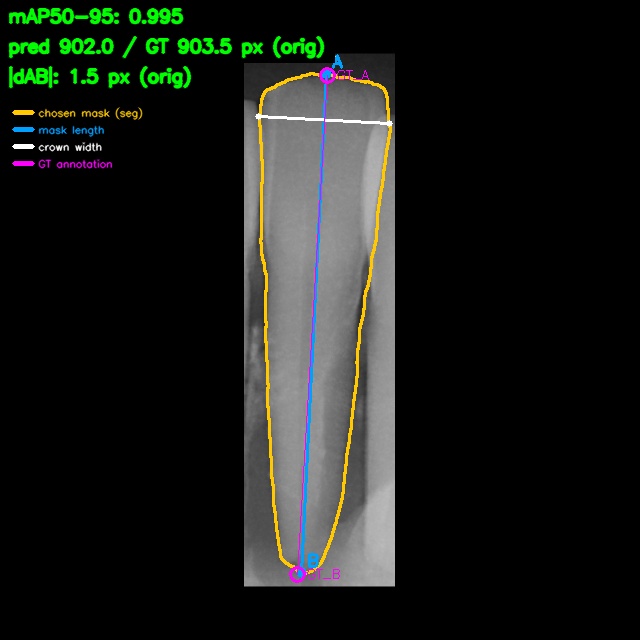 mAP50-95: 0.995
pred 902.0 / GT 903.5 px (orig)
|dAB|: 1.5 px (orig)
chosen mask (seg)
mask length
crown width
GT annotation
A
GT_A
B
GT_B